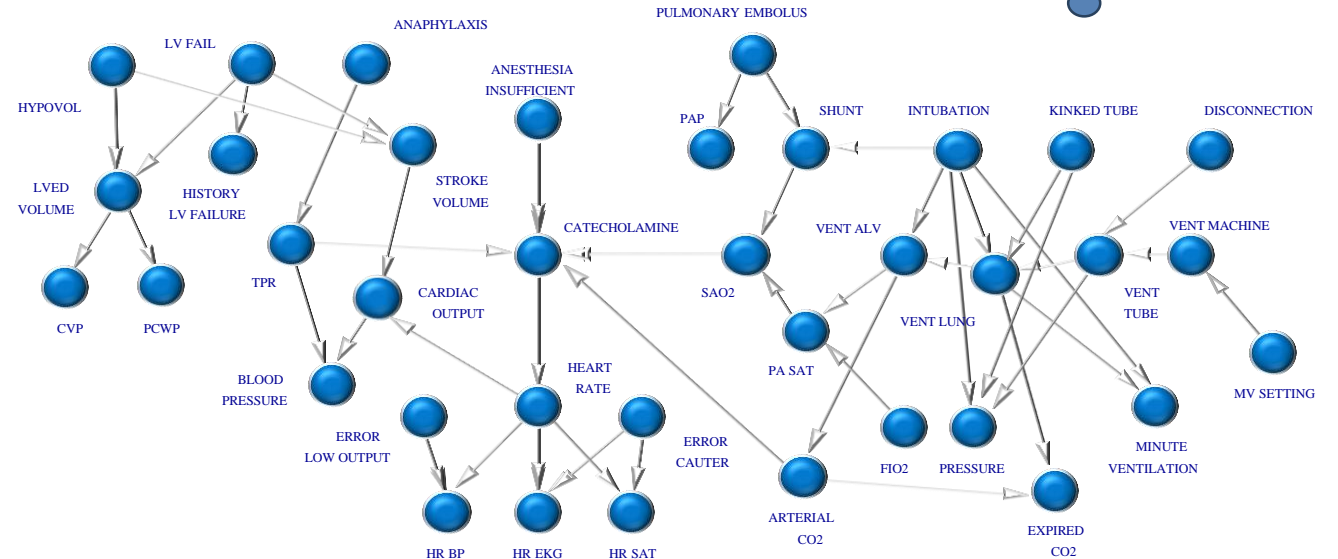 PULMONARY EMBOLUS
ANAPHYLAXIS
LV FAIL
ANESTHESIA
INSUFFICIENT
HYPOVOL
PAP
SHUNT
INTUBATION
KINKED TUBE
DISCONNECTION
LVED
VOLUME
HISTORY
LV FAILURE
STROKE
VOLUME
CATECHOLAMINE
VENT ALV
VENT MACHINE
TPR
CARDIAC
OUTPUT
SAO2
VENT
TUBE
CVP
PCWP
VENT LUNG
BLOOD
PRESSURE
HEART
RATE
PA SAT
MV SETTING
ERROR
LOW OUTPUT
ERROR
CAUTER
FIO2
PRESSURE
MINUTE
VENTILATION
ARTERIAL
CO2
EXPIRED
CO2
HR BP
HR EKG
HR SAT